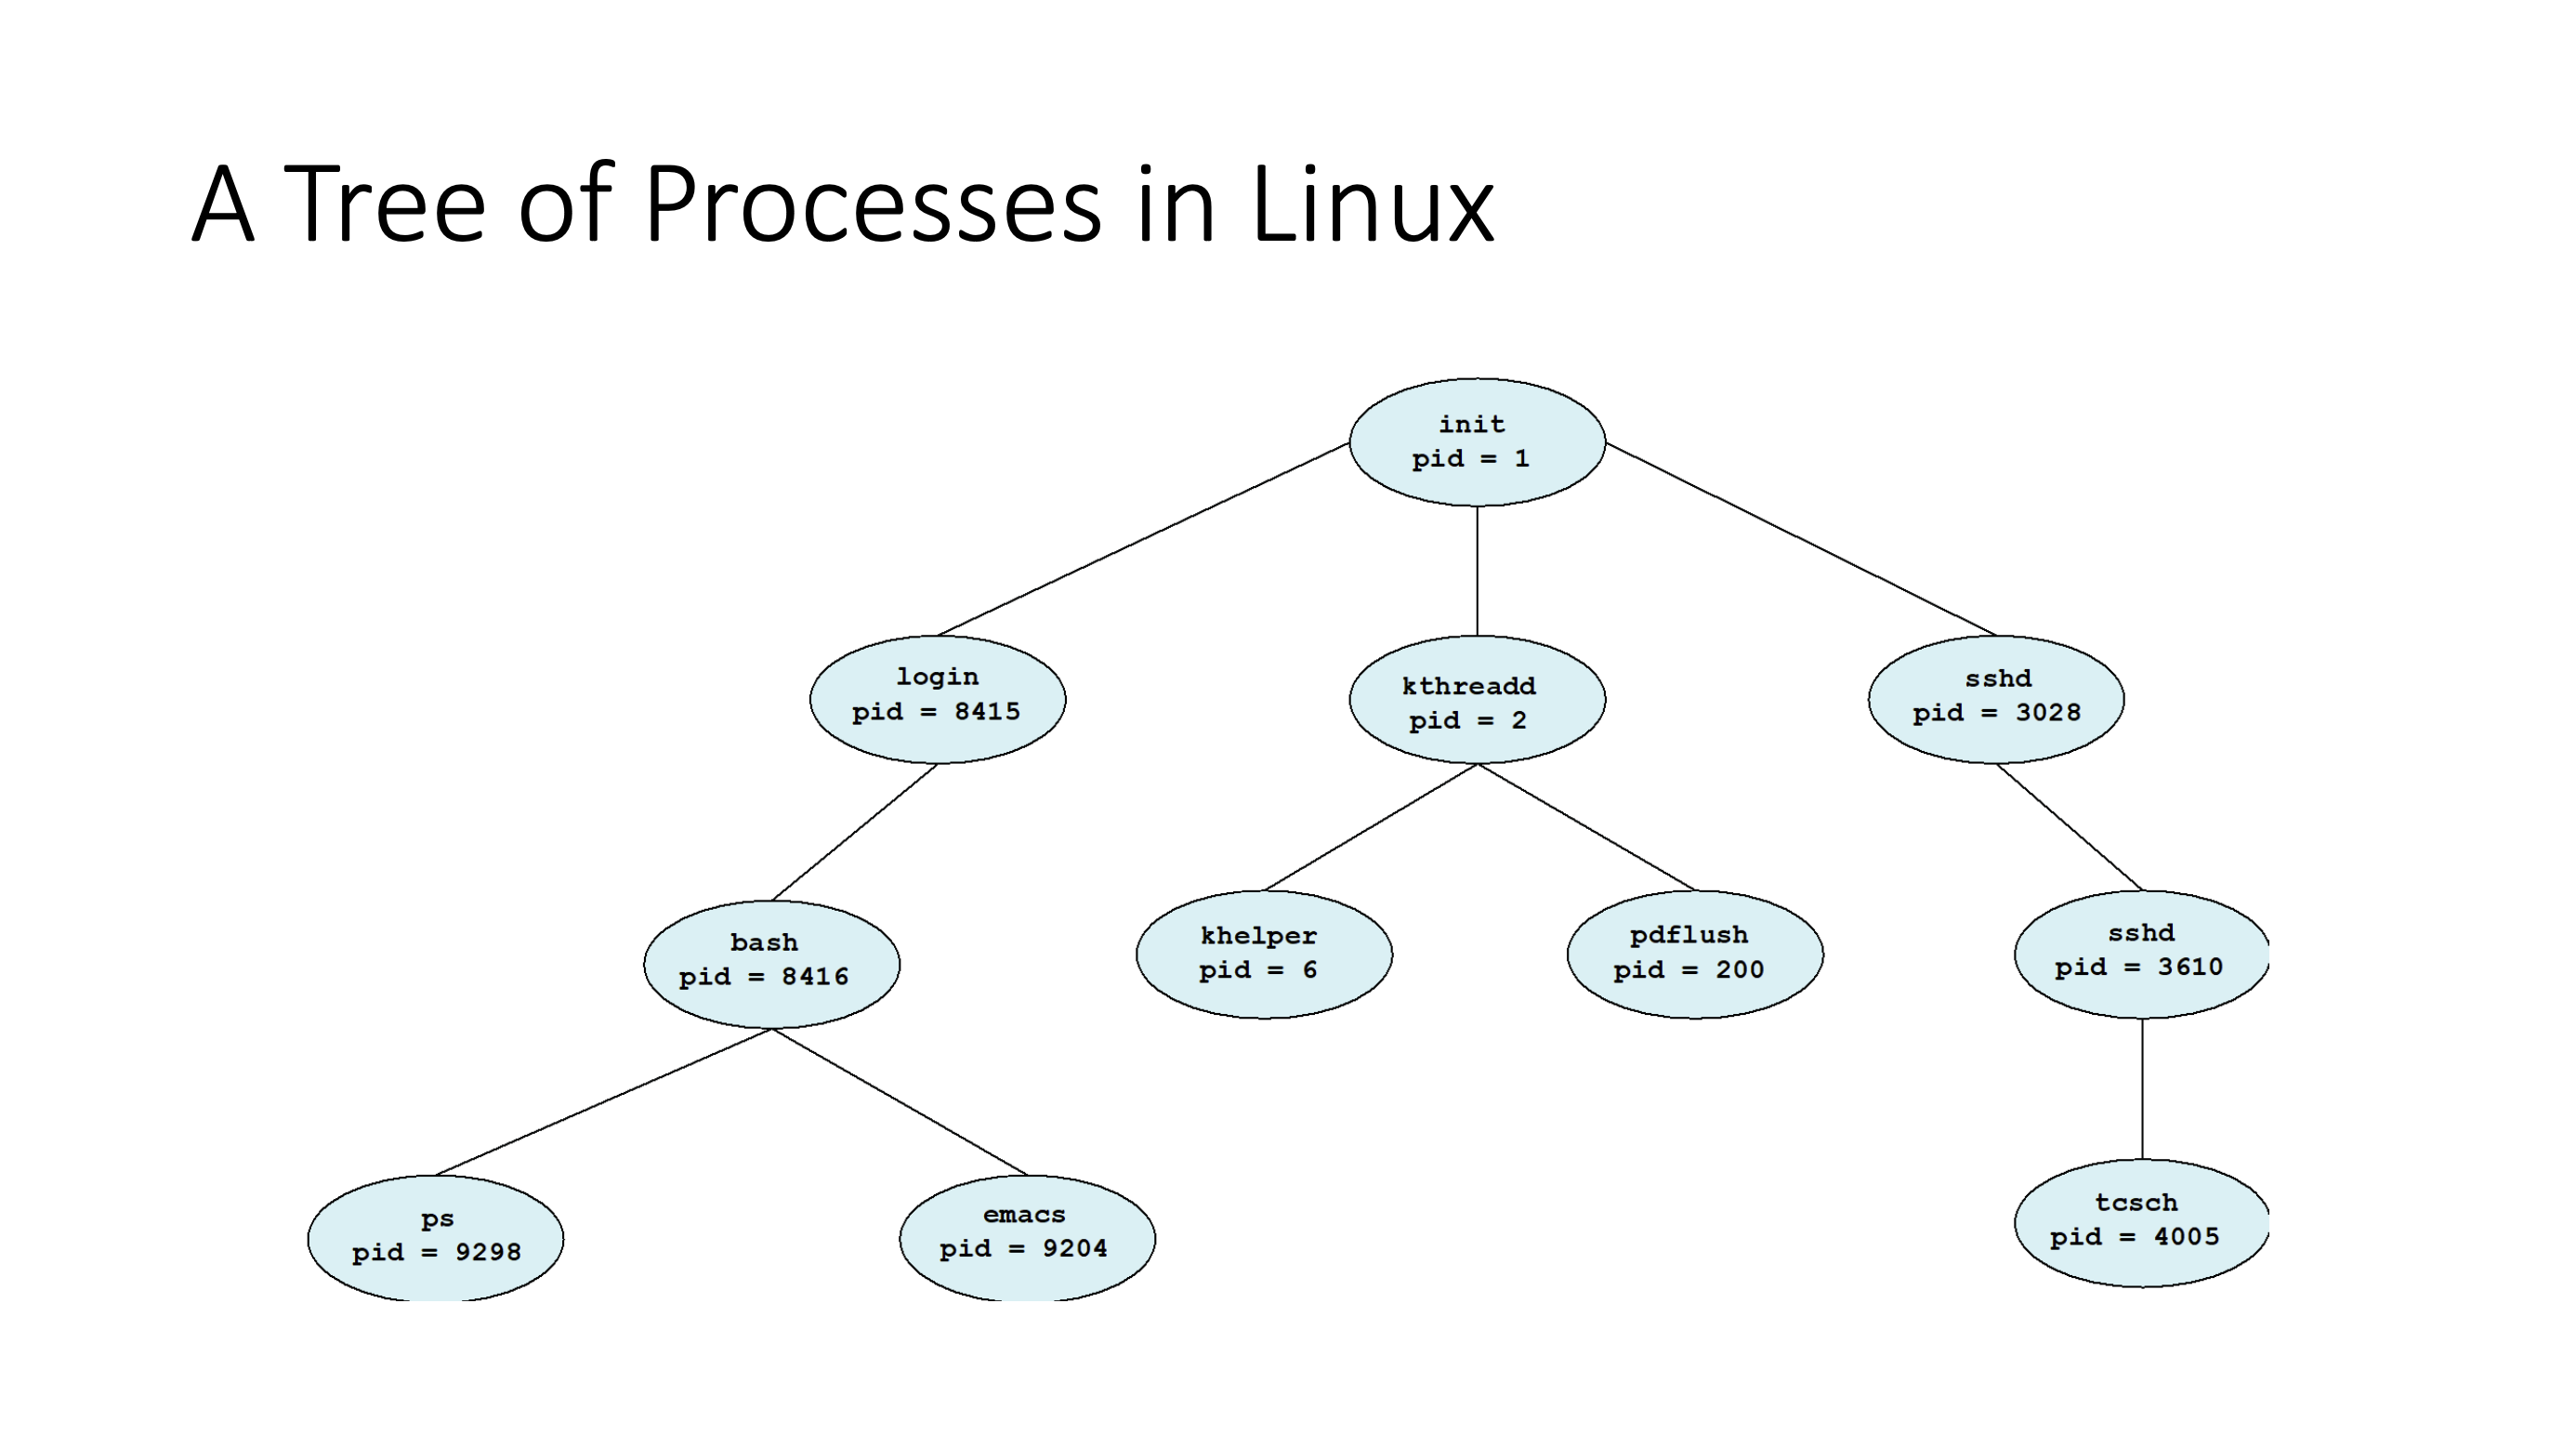 A Tree of Processes in Linux
init
pid = 1
login
pid = 8415
kthreadd
pid = 2
sshd
pid = 3028
bash
pid = 8416
khelper
pid = 6
pdflush
pid = 200
sshd
pid = 3610
ps
pid = 9298
emacs
pid = 9204
tcsch
pid = 4005